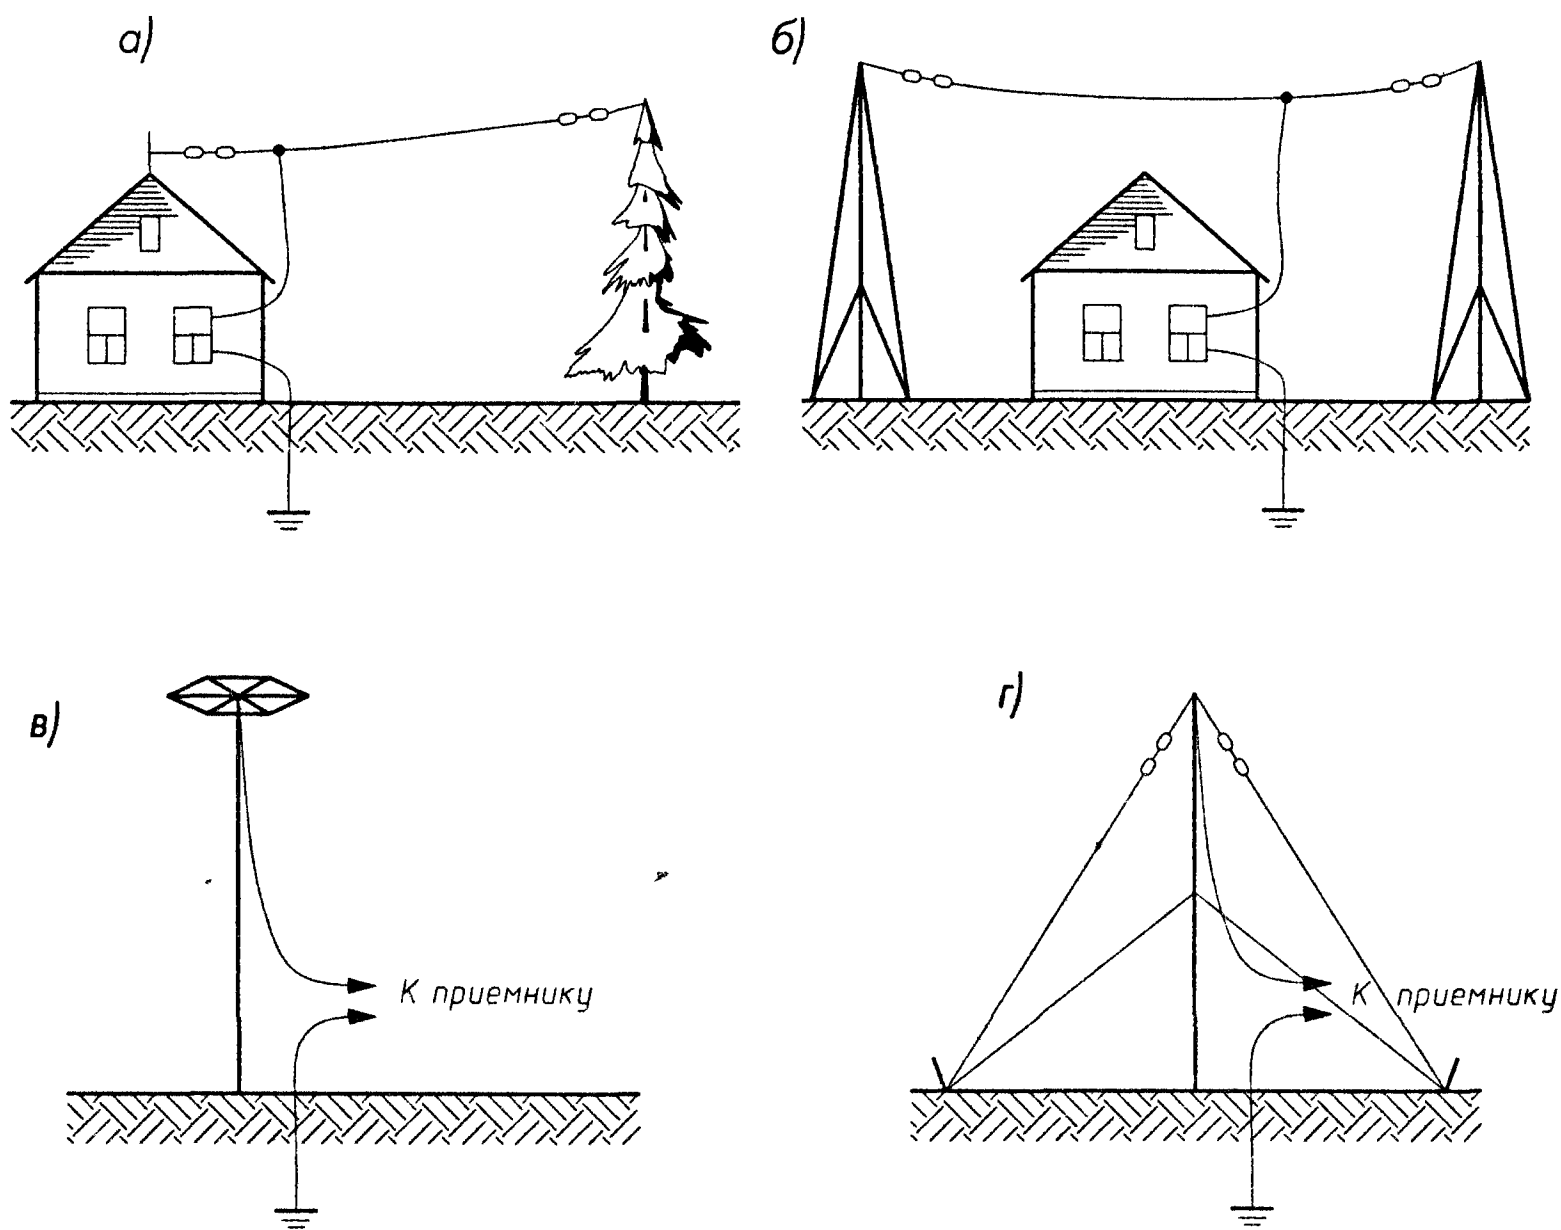 а)
б)
в)
К приемнику
г)
К приемнику